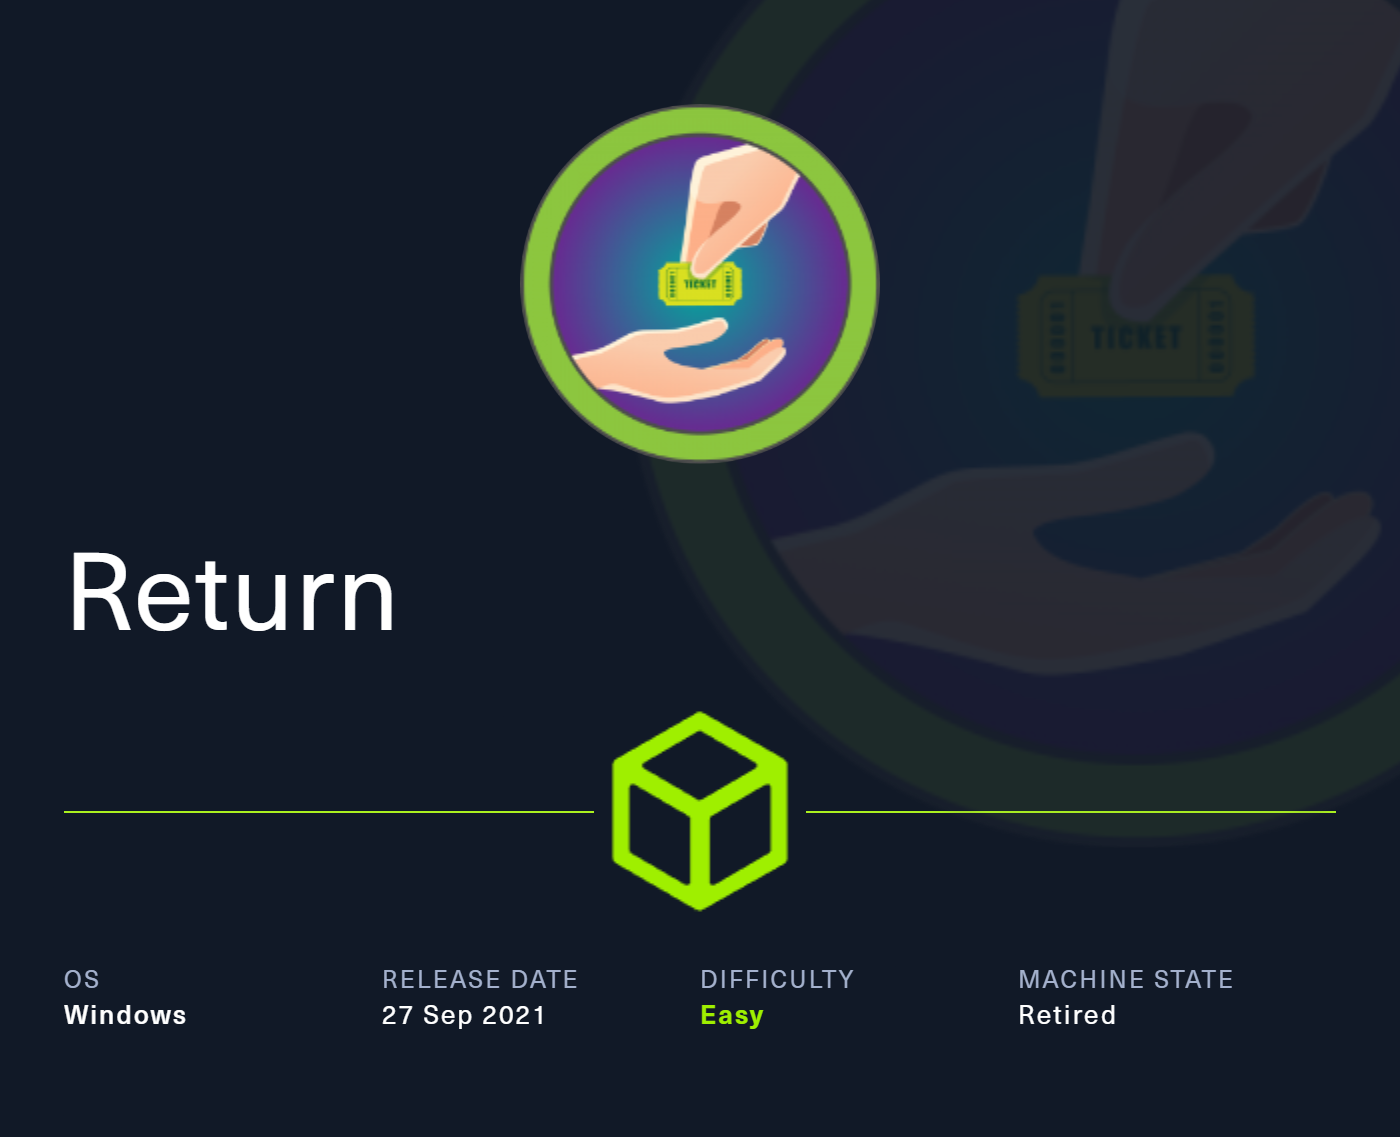 TICKET
TICKET
Return
OS
Windows
RELEASE DATE
27 Sep 2021
DIFFICULTY
Easy
MACHINE STATE
Retired